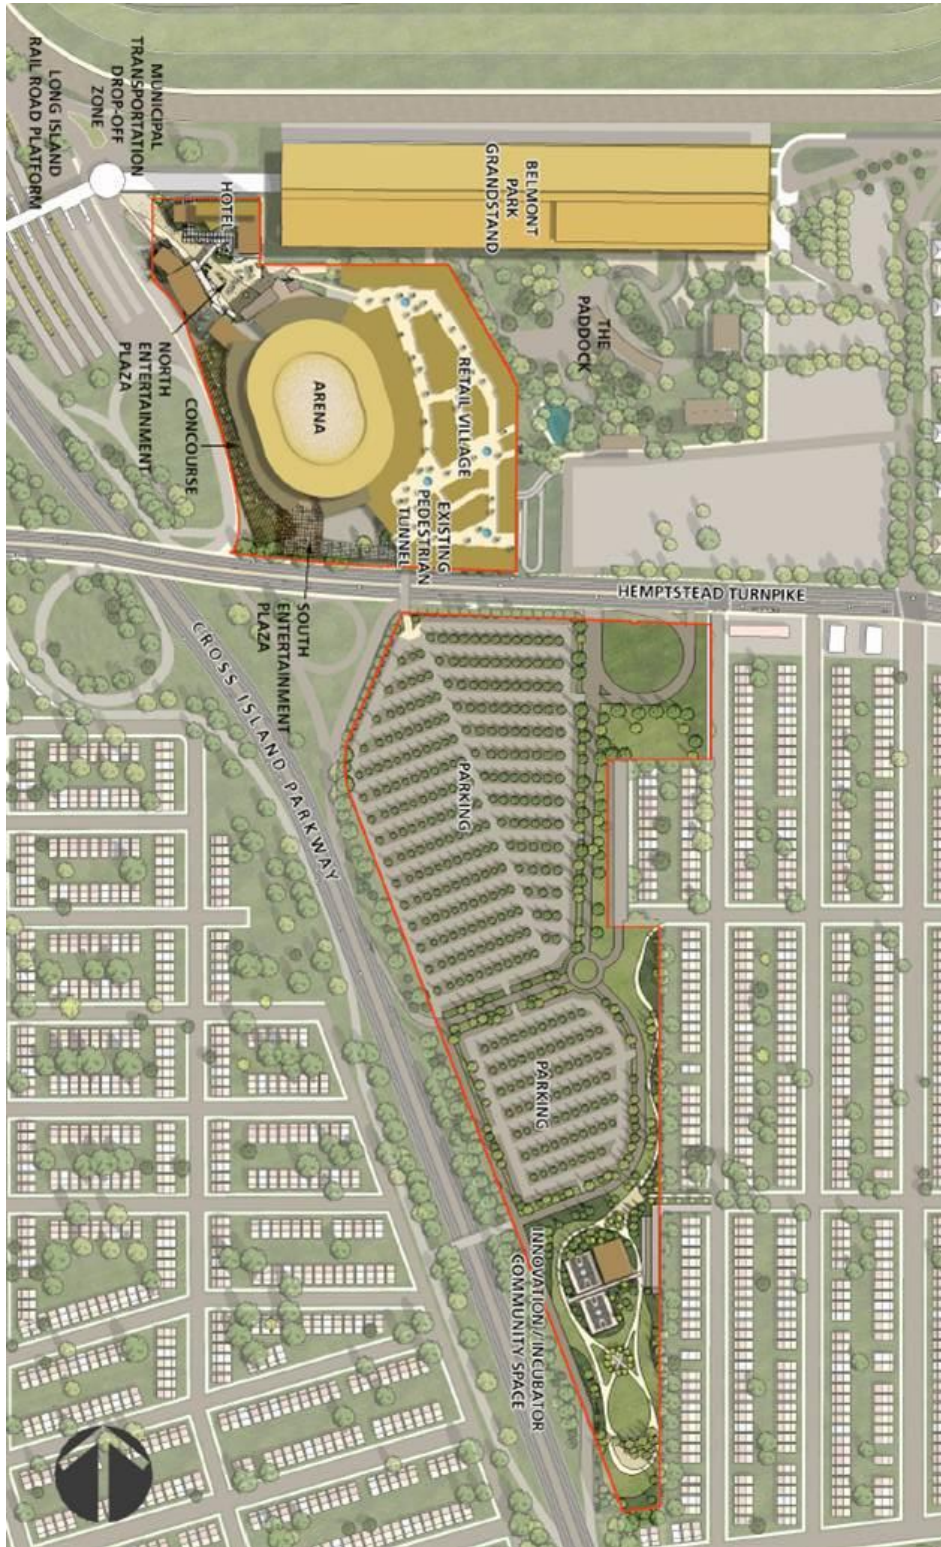 MUNICIPAL
TRANSPORTATION
DROP-OFF
ZONE
LONG ISLAND
RAIL ROAD PLATFORM
HOTEL
BELMONT
PARK
GRANDSTAND
THE
PADDOCK
NORTH
ENTERTAINMENT
PLAZA
CONCOURSE
ARENA
RETAIL VILLAGE
EXISTING
PEDESTRIAN
TUNNEL
SOUTH
ENTERTAINMENT
PLAZA
HEMPTSTEAD TURNPIKE
CROSS ISLAND PARKWAY
PARKING
PARKING
INNOVATION / INCUBATOR
COMMUNITY SPACE